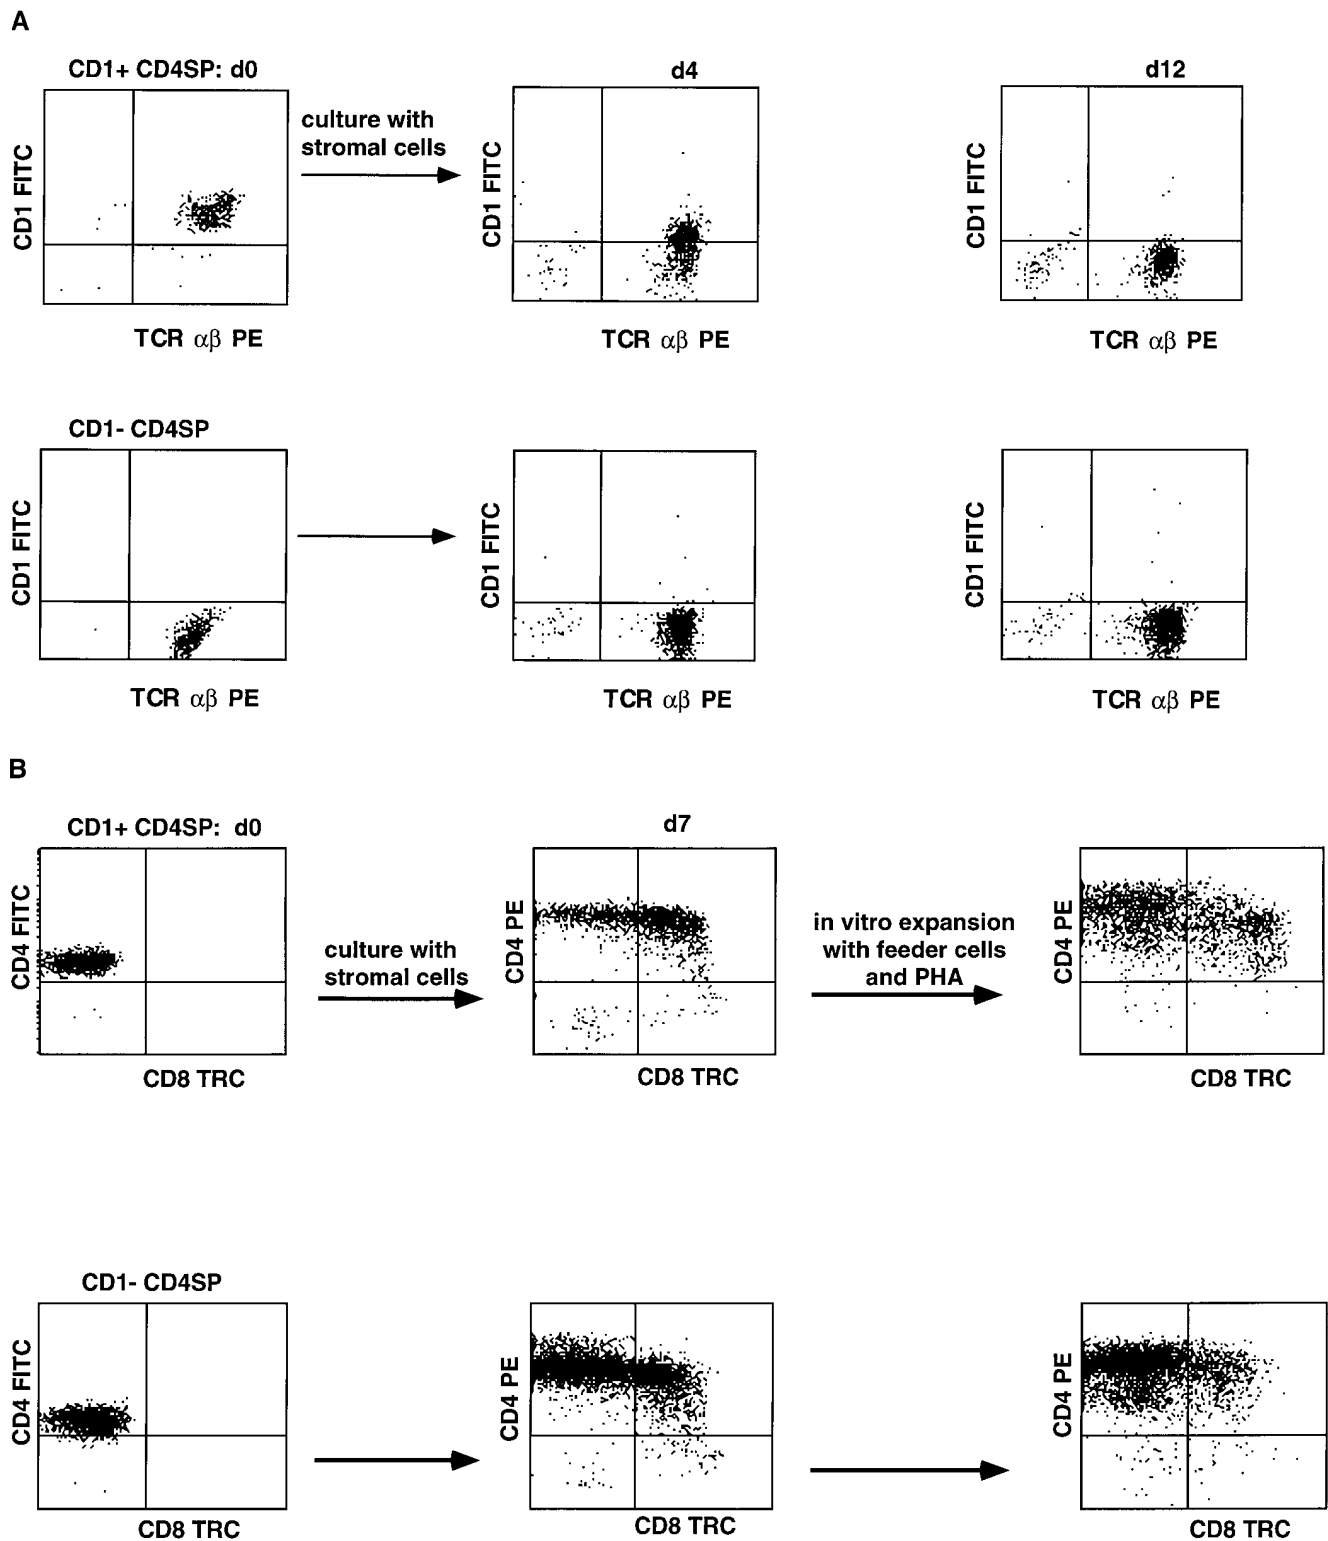 A
CD1+ CD4SP: d0
d4
d12
culture with
stromal cells
CD1 FITC
CD1 FITC
CD1 FITC
TCR αβ PE
TCR αβ PE
TCR αβ PE
CD1- CD4SP
CD1 FITC
CD1 FITC
CD1 FITC
TCR αβ PE
TCR αβ PE
TCR αβ PE
B
CD1+ CD4SP: d0
d7
CD4 FITC
culture with
stromal cells
CD4 PE
in vitro expansion
with feeder cells
and PHA
CD4 PE
CD8 TRC
CD8 TRC
CD8 TRC
CD1- CD4SP
CD4 FITC
CD4 PE
CD4 PE
CD8 TRC
CD8 TRC
CD8 TRC